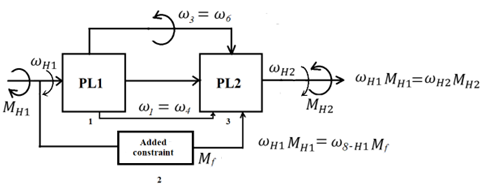 ω3 = ω6
ωH1
PL1
PL2
ωH2
ωH1 MH1=ωH2 MH2
MH1
MH2
1
ω1 = ω4
3
Added
constraint
Mf
ωH1 MH1= ω8-H1 Mf
2